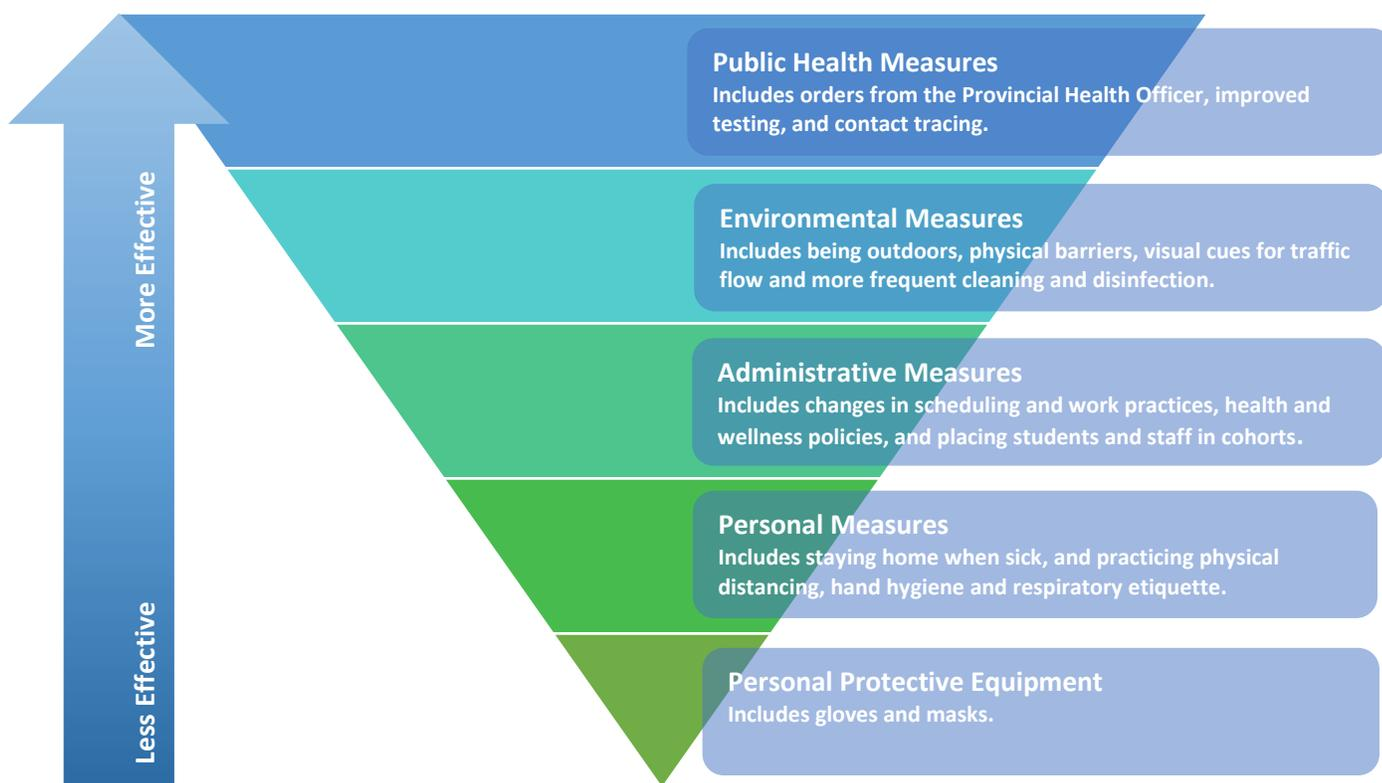 Public Health Measures
Includes orders from the Provincial Health Officer, improved
testing, and contact tracing.
More Effective
Environmental Measures
Includes being outdoors, physical barriers, visual cues for traffic
flow and more frequent cleaning and disinfection.
Administrative Measures
Includes changes in scheduling and work practices, health and
wellness policies, and placing students and staff in cohorts.
Personal Measures
Includes staying home when sick, and practicing physical
distancing, hand hygiene and respiratory etiquette.
Less Effective
Personal Protective Equipment
Includes gloves and masks.